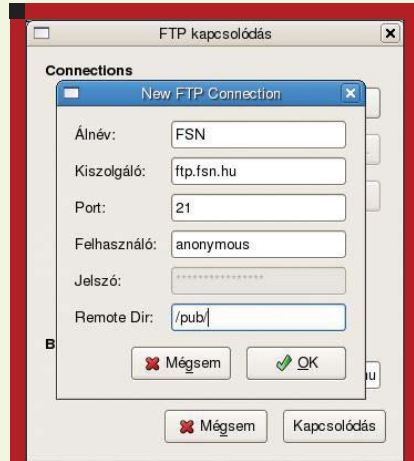 FTP kapcsolódás
Connections
New FTP Connection
Álnév: FSN
Kiszolgáló: ftp.fsn.hu
Port: 21
Felhasználó: anonymous
Jelszó: ****************
Remote Dir: /pub/
Mégsem OK
Mégsem Kapcsolódás